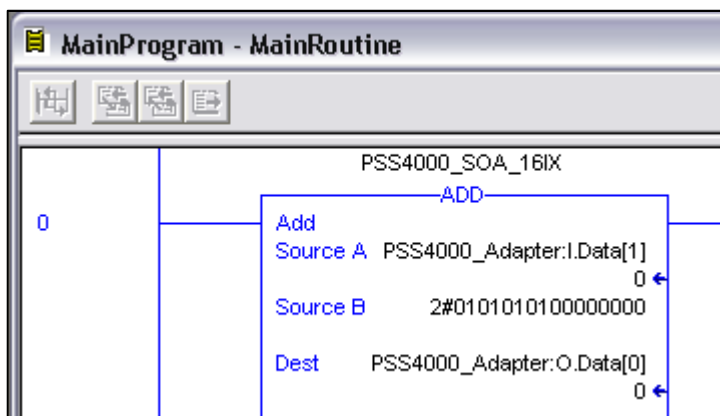 MainProgram - MainRoutine
PSS4000_SOA_16IX
ADD
0
Add
Source A PSS4000_Adapter:I.Data[1]
0
Source B 2#0101010100000000
Dest PSS4000_Adapter:O.Data[0]
0